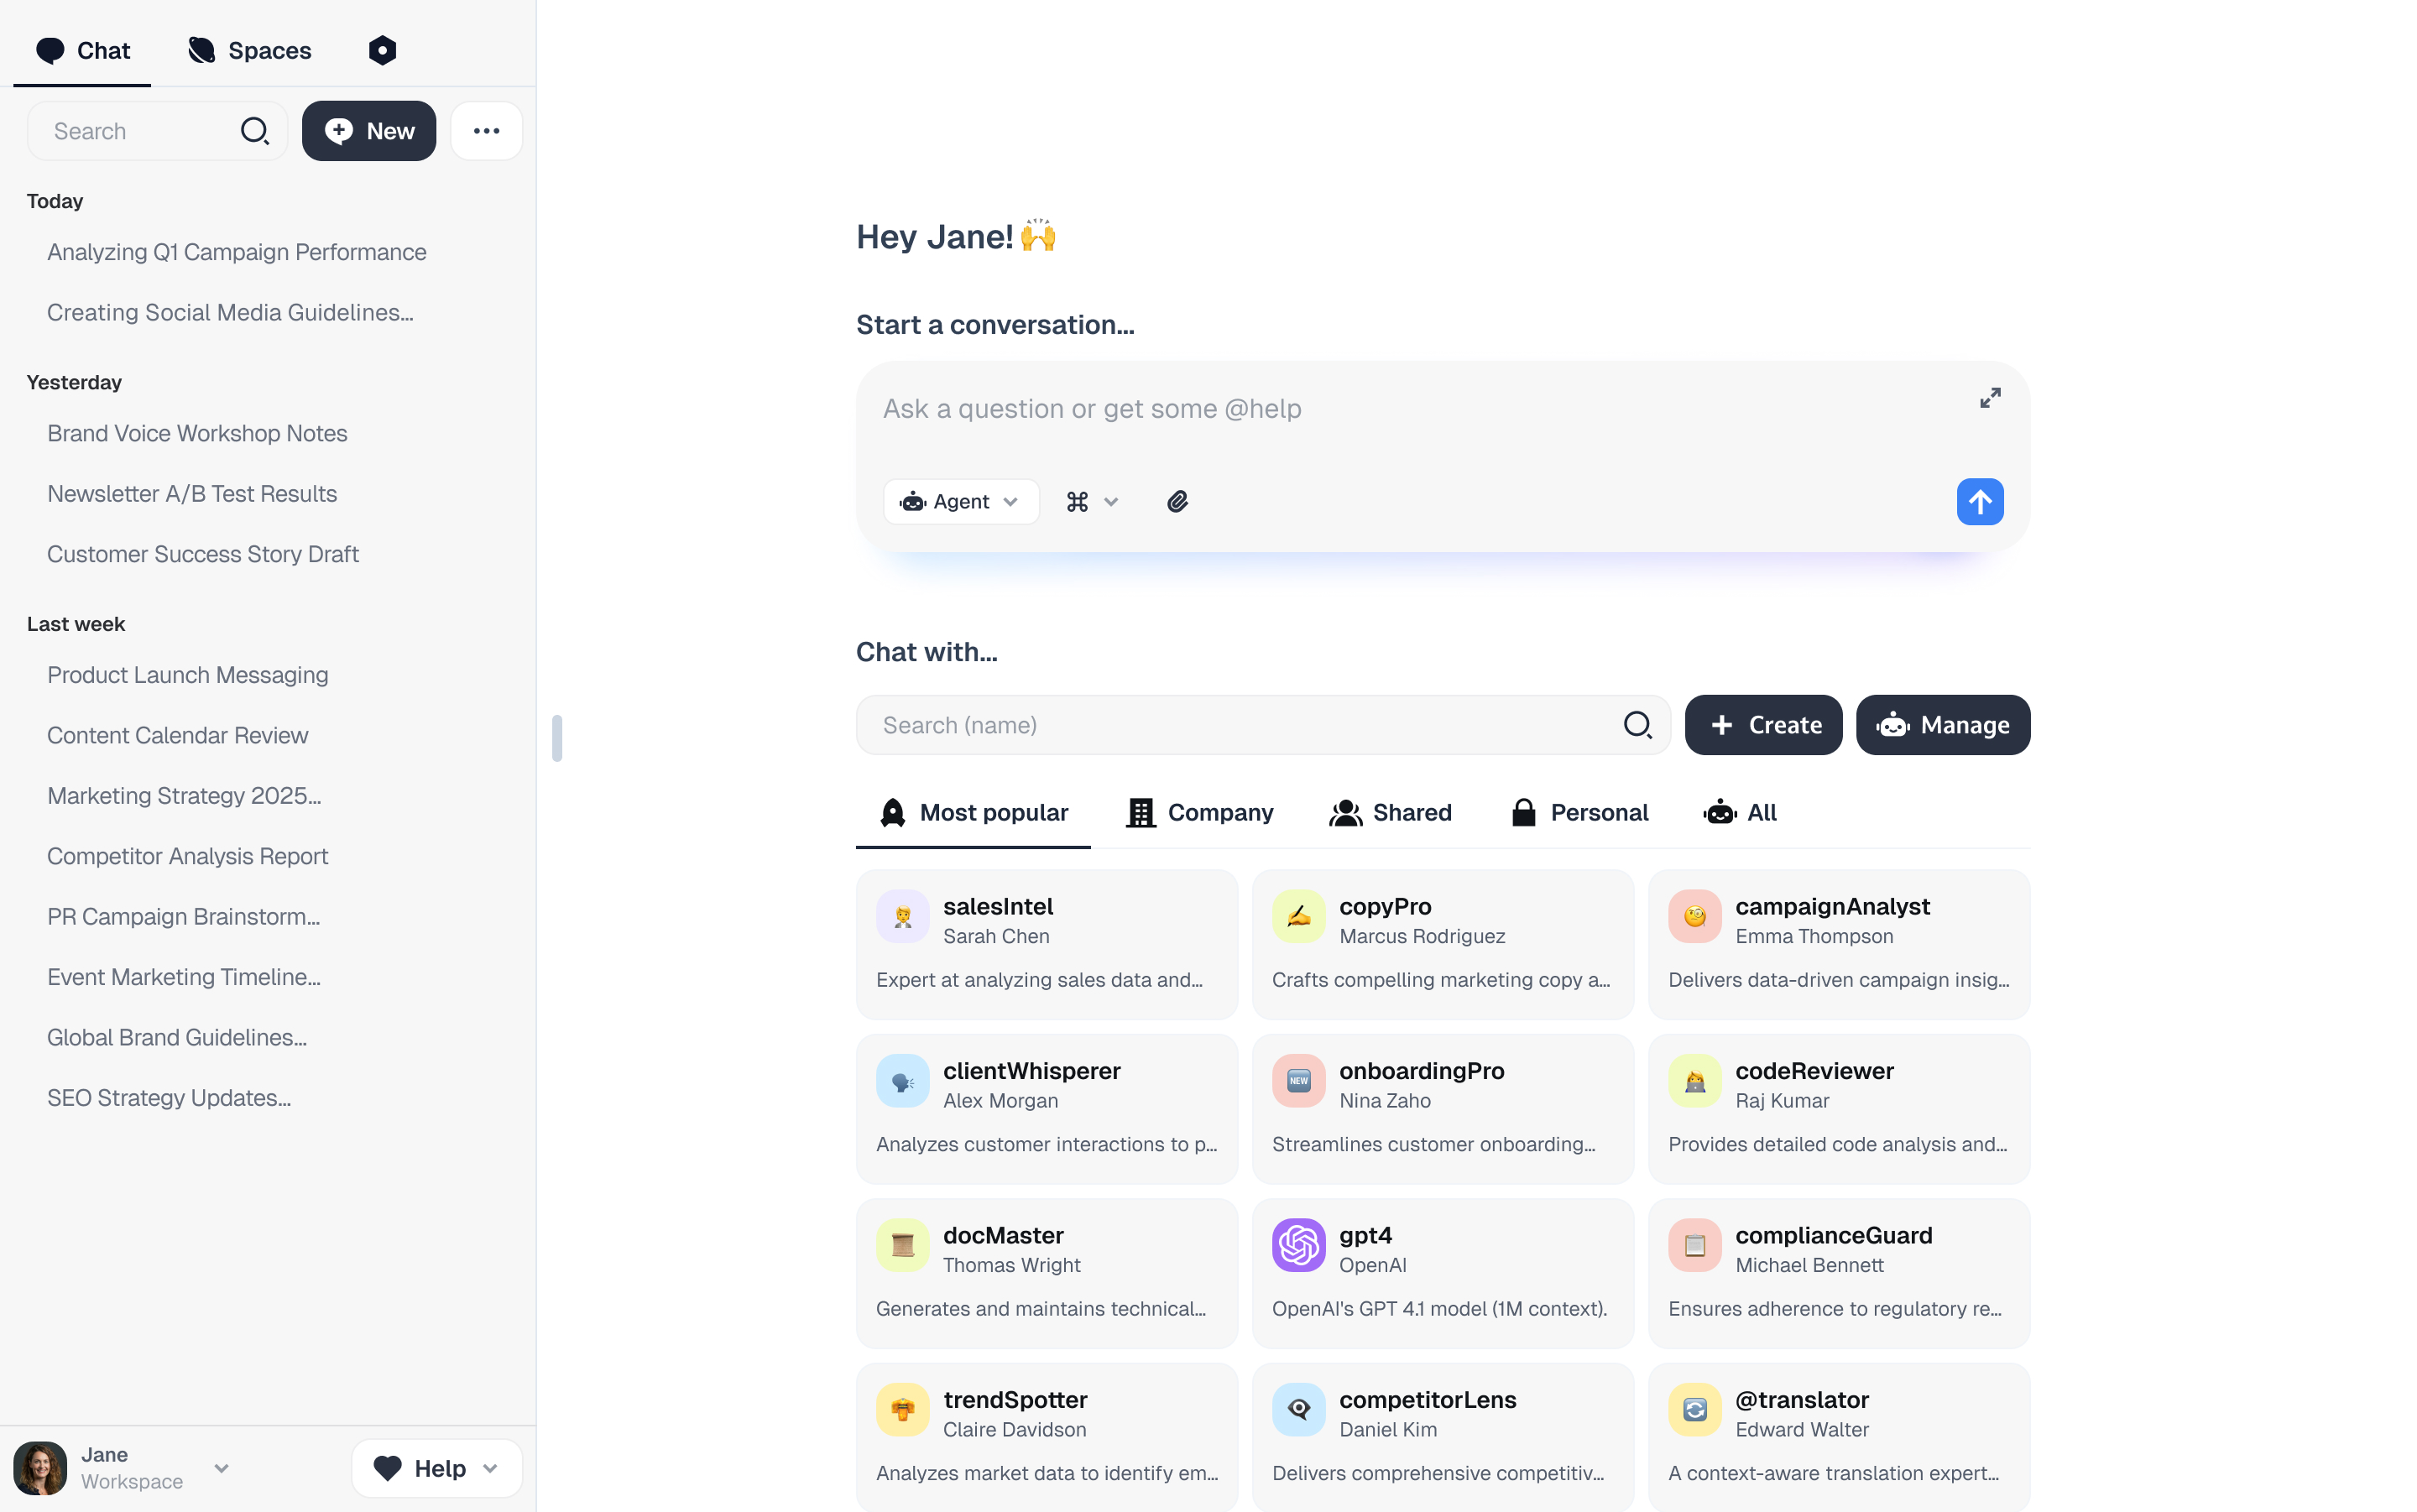 Chat
Spaces
Search
New
Today
Analyzing Q1 Campaign Performance
Creating Social Media Guidelines...
Yesterday
Brand Voice Workshop Notes
Newsletter A/B Test Results
Customer Success Story Draft
Last week
Product Launch Messaging
Content Calendar Review
Marketing Strategy 2025...
Competitor Analysis Report
PR Campaign Brainstorm...
Event Marketing Timeline...
Global Brand Guidelines...
SEO Strategy Updates...
Jane
Workspace
Help
Hey Jane!
Start a conversation...
Ask a question or get some @help
Agent
Chat with...
Search (name)
Create
Manage
Most popular
Company
Shared
Personal
All
salesIntel
Sarah Chen
Expert at analyzing sales data and...
copyPro
Marcus Rodriguez
Crafts compelling marketing copy a...
campaignAnalyst
Emma Thompson
Delivers data-driven campaign insig...
clientWhisperer
Alex Morgan
Analyzes customer interactions to p...
NEW
onboardingPro
Nina Zaho
Streamlines customer onboarding...
codeReviewer
Raj Kumar
Provides detailed code analysis and...
docMaster
Thomas Wright
Generates and maintains technical...
gpt4
OpenAI
OpenAI's GPT 4.1 model (1M context).
complianceGuard
Michael Bennett
Ensures adherence to regulatory re...
trendSpotter
Claire Davidson
Analyzes market data to identify em...
competitorLens
Daniel Kim
Delivers comprehensive competitiv...
@translator
Edward Walter
A context-aware translation expert...